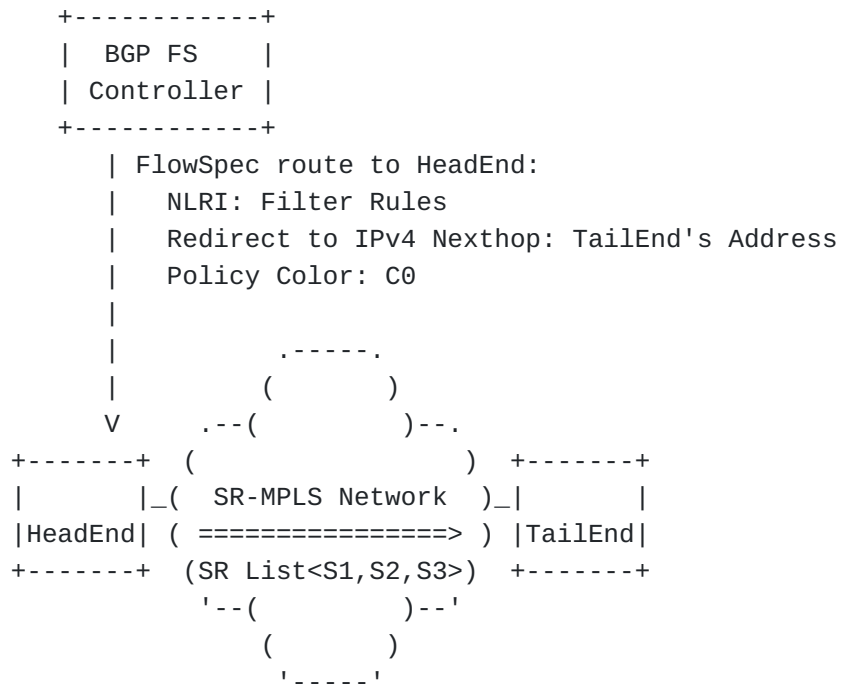 BGP FS
Controller
FlowSpec route to HeadEnd:
NLRI: Filter Rules
Redirect to IPv4 Nexthop: TailEnd's Address
Policy Color: C0
V
SR-MPLS Network
HeadEnd
TailEnd
(SR List<S1,S2,S3>)